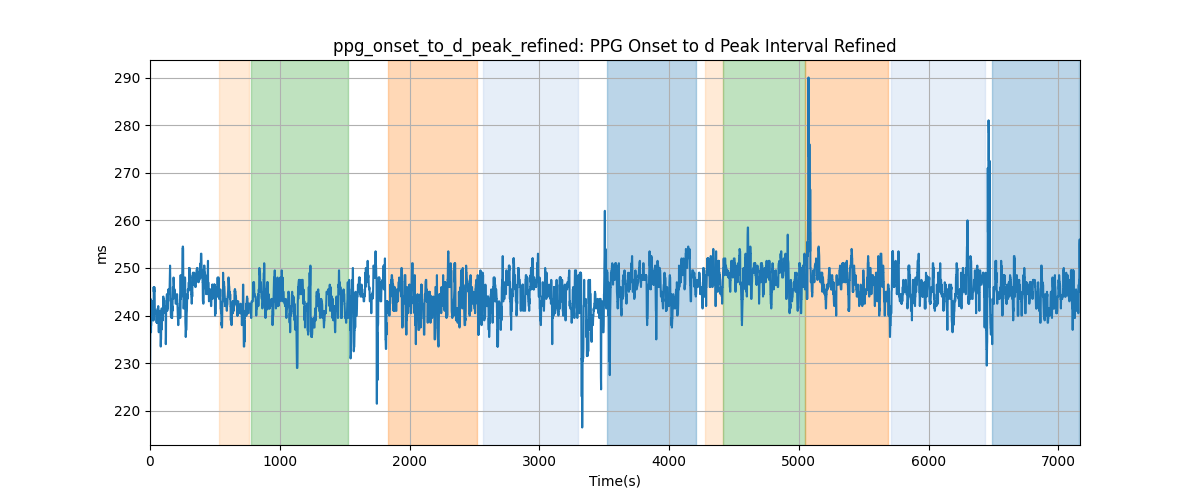 ppg_onset_to_d_peak_refined: PPG Onset to d Peak Interval Refined
290
280
270
260
250
240
230
220
ms
0 1000 2000 3000 4000 5000 6000 7000
Time(s)